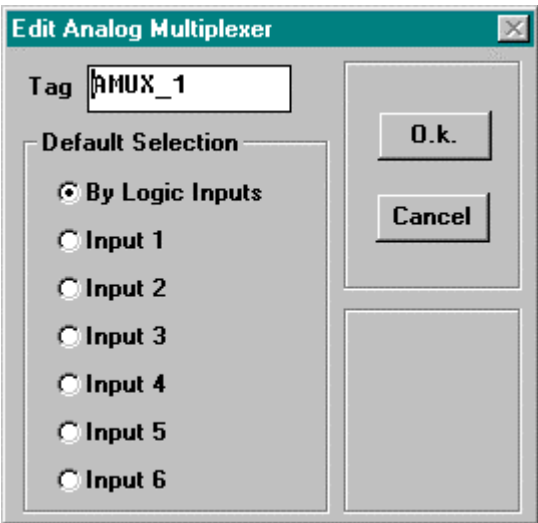 Edit Analog Multiplexer
Tag AMUX_1
Default Selection
By Logic Inputs
Input 1
Input 2
Input 3
Input 4
Input 5
Input 6
O.k.
Cancel